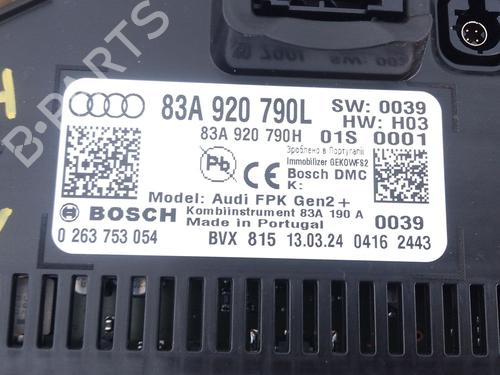 B-PARTS
83A 920 790L SW: 0039
83A 920 790H HW: H03
01S 0001
Зроблено в Португалії
Immobilizer GEKOWFS2
Bosch DMC
K:
Pb
Model: Audi FPK Gen2+
BOSCH Kombiinstrument 83A 190 A 0039
Made in Portugal
0 263 753 054 BVX 815 13.03.24 0416 2443